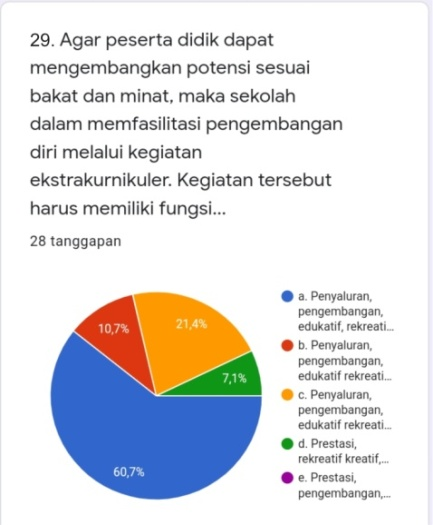 29. Agar peserta didik dapat
mengembangkan potensi sesuai
bakat dan minat, maka sekolah
dalam memfasilitasi pengembangan
diri melalui kegiatan
ekstrakurnikuler. Kegiatan tersebut
harus memiliki fungsi...
28 tanggapan
10,7%
21,4%
7,1%
60,7%
a. Penyaluran,
pengembangan,
edukatif, rekreati...
b. Penyaluran,
pengembangan,
edukatif rekreati...
c. Penyaluran,
pengembangan,
edukatif rekreati...
d. Prestasi,
rekreatif kreatif,...
e. Prestasi,
pengembangan,...